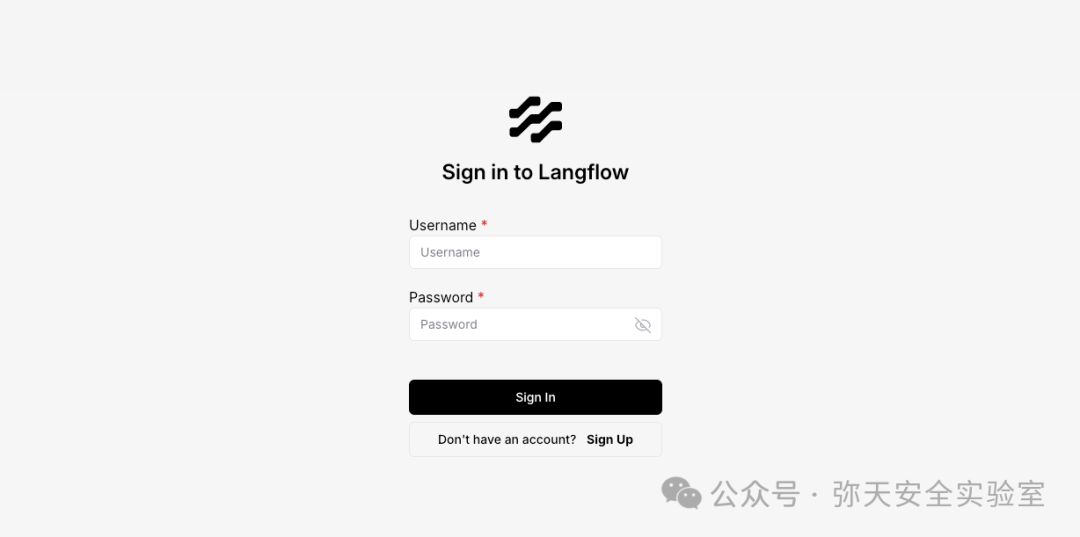 Sign in to Langflow
Username *
Username
Password *
Password
Sign In
Don't have an account? Sign Up
公众号 · 弥天安全实验室